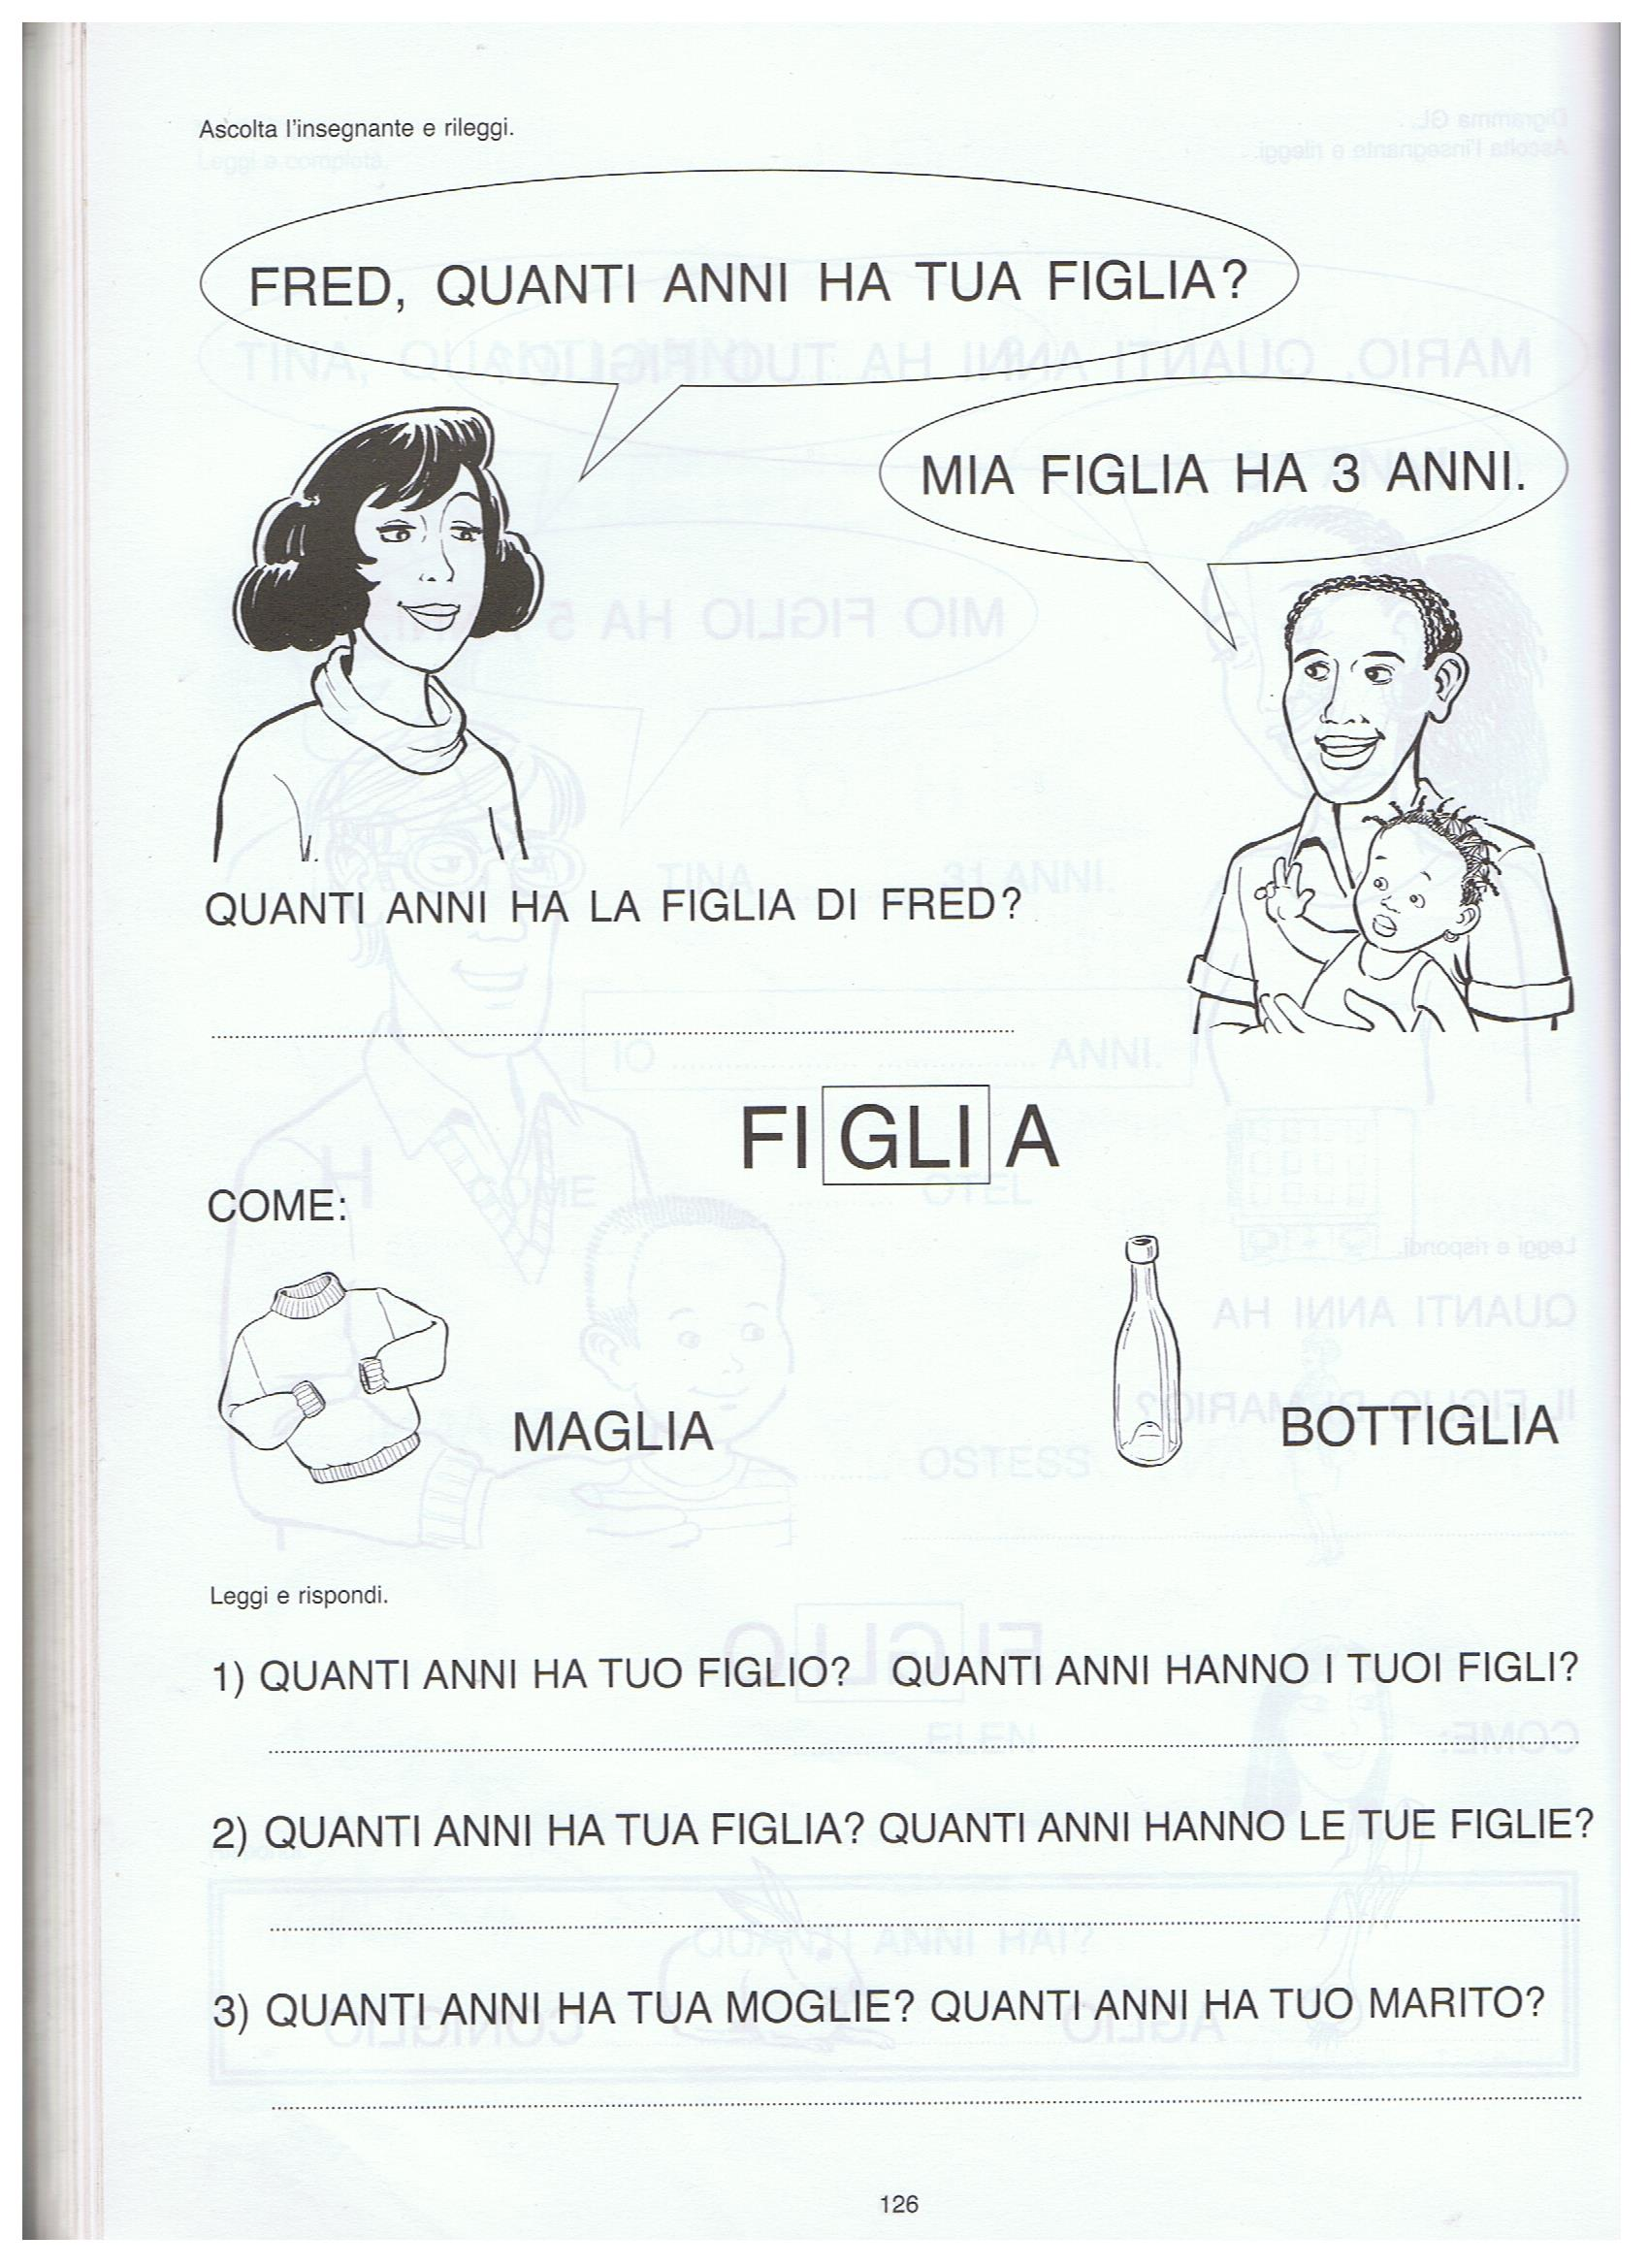 Ascolta l'insegnante e rileggi.
FRED, QUANTI ANNI HA TUA FIGLIA?
MIA FIGLIA HA 3 ANNI.
QUANTI ANNI HA LA FIGLIA DI FRED?
FIGLIA
COME:
MAGLIA
BOTTIGLIA
Leggi e rispondi.
1) QUANTI ANNI HA TUO FIGLIO? QUANTI ANNI HANNO I TUOI FIGLI?
2) QUANTI ANNI HA TUA FIGLIA? QUANTI ANNI HANNO LE TUE FIGLIE?
3) QUANTI ANNI HA TUA MOGLIE? QUANTI ANNI HA TUO MARITO?
126